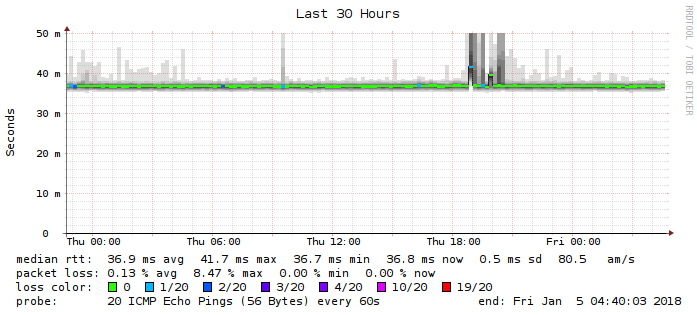 Last 30 Hours
RRDTOOL / TOBI OETIKER
Seconds
50 m
40 m
30 m
20 m
10 m
0
Thu 00:00 Thu 06:00 Thu 12:00 Thu 18:00 Fri 00:00
median rtt: 36.9 ms avg 41.7 ms max 36.7 ms min 36.8 ms now 0.5 ms sd 80.5 am/s
packet loss: 0.13 % avg 8.47 % max 0.00 % min 0.00 % now
loss color: 0 1/20 2/20 3/20 4/20 10/20 19/20
probe: 20 ICMP Echo Pings (56 Bytes) every 60s end: Fri Jan 5 04:40:03 2018